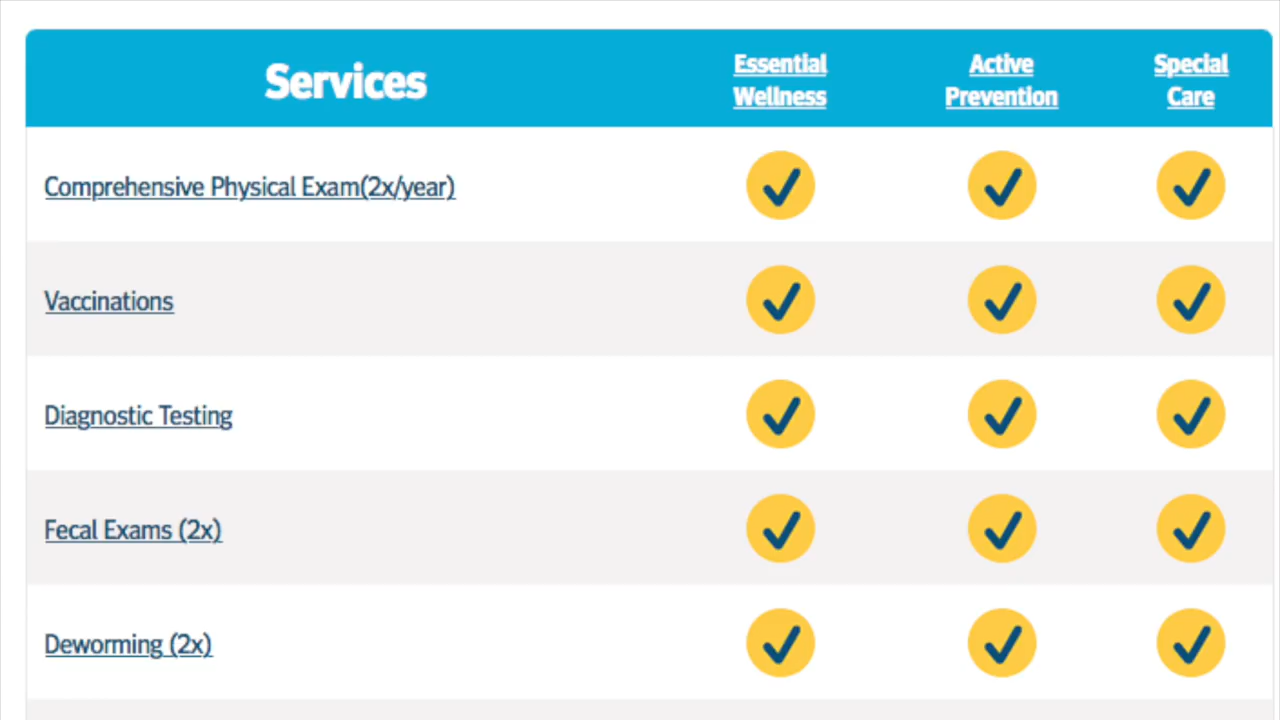 Services
Essential
Wellness
Active
Prevention
Special
Care
Comprehensive Physical Exam(2x/year)
Vaccinations
Diagnostic Testing
Fecal Exams (2x)
Deworming (2x)